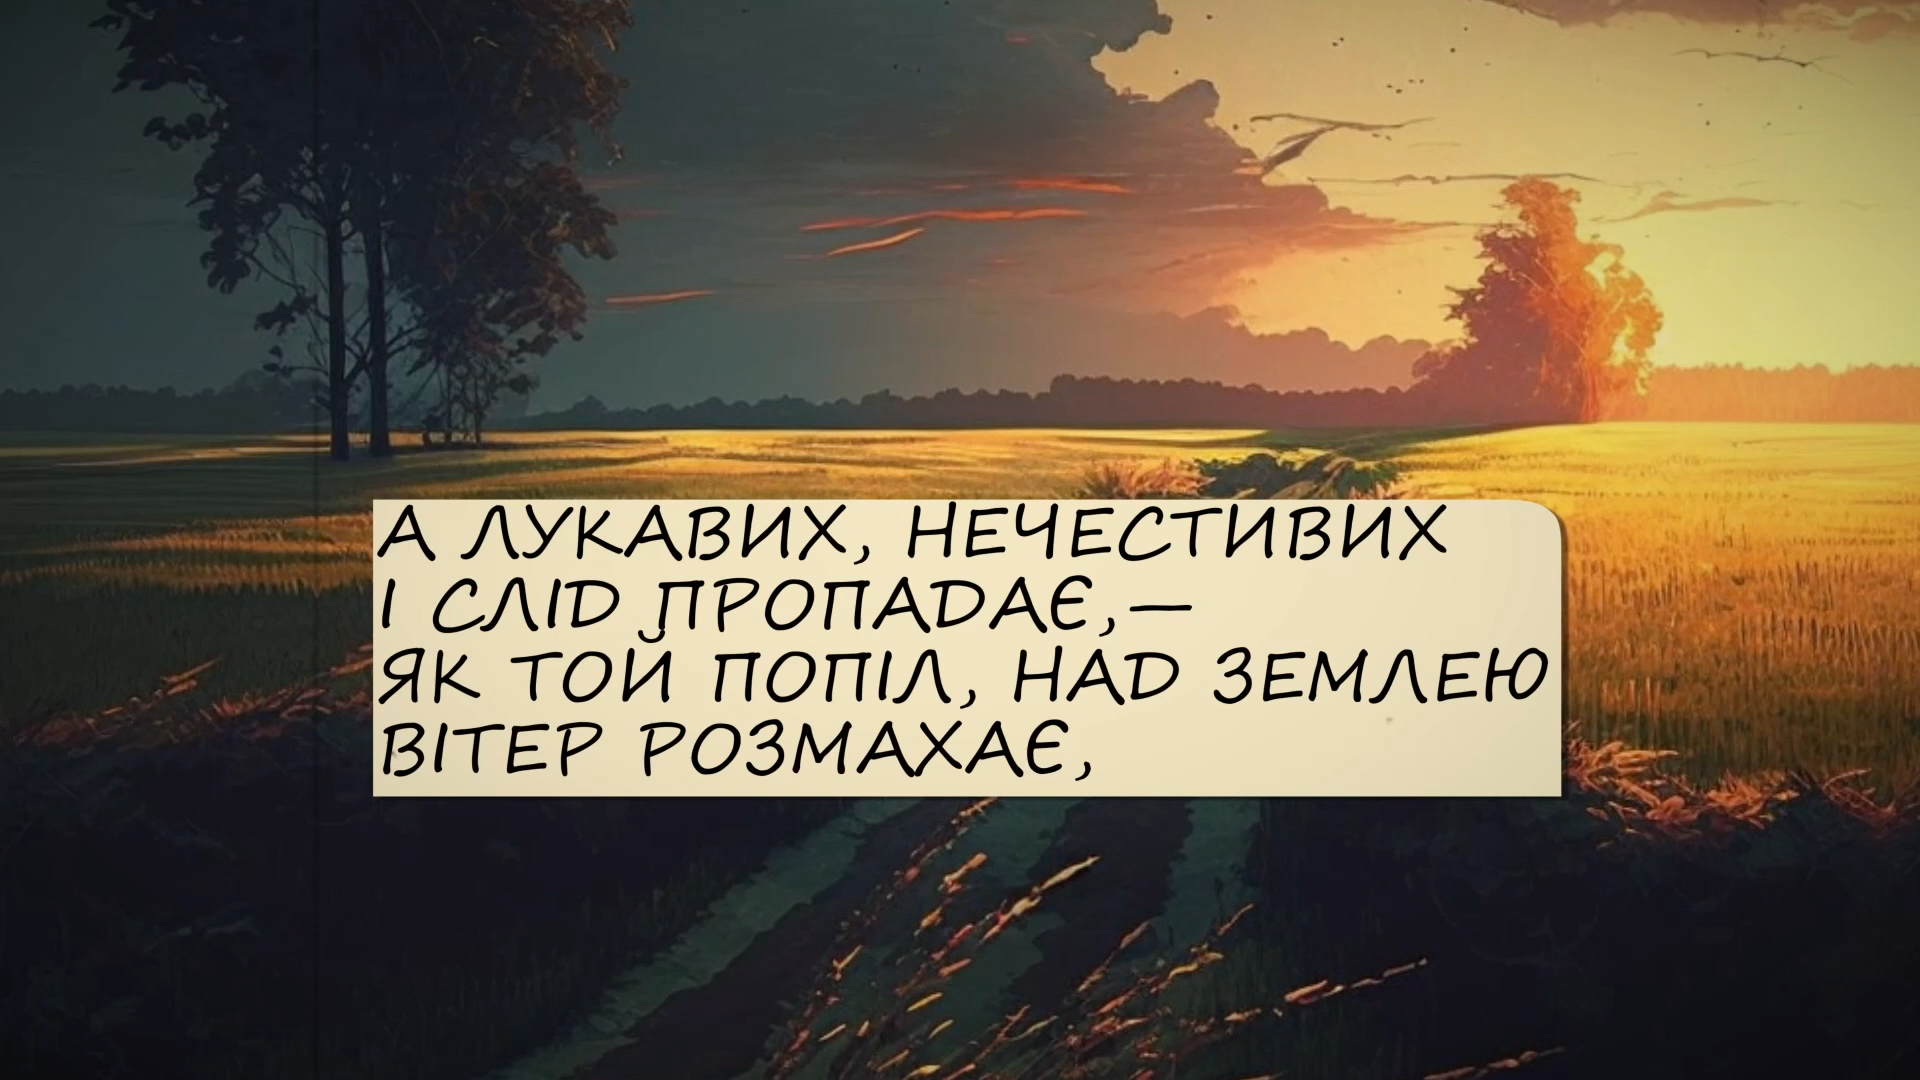 А ЛУКАВИХ, НЕЧЕСТИВИХ
І СЛІД ПРОПАДАЄ,—
ЯК ТОЙ ПОПІЛ, НАД ЗЕМЛЕЮ
ВІТЕР РОЗМАХАЄ,